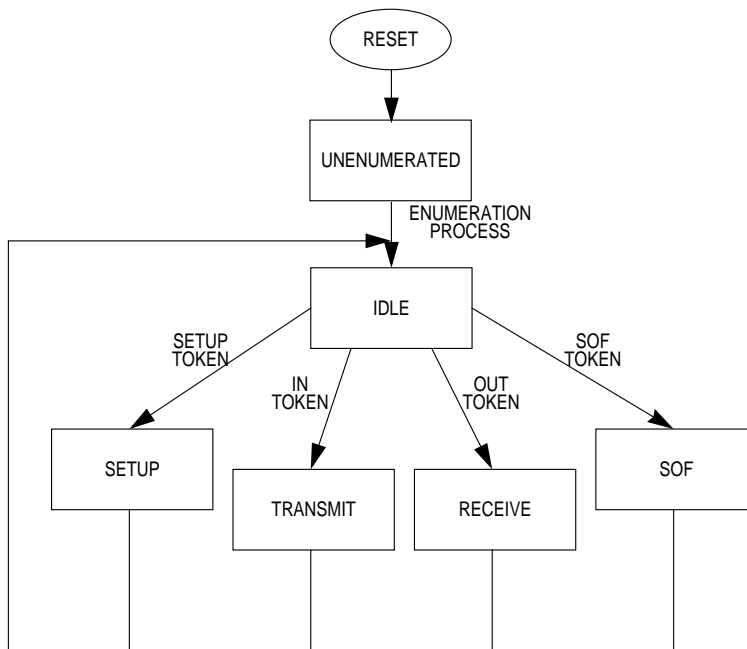 RESET
UNENUMERATED
ENUMERATION
PROCESS
IDLE
SETUP
TOKEN
IN
TOKEN
OUT
TOKEN
SOF
TOKEN
SETUP
TRANSMIT
RECEIVE
SOF